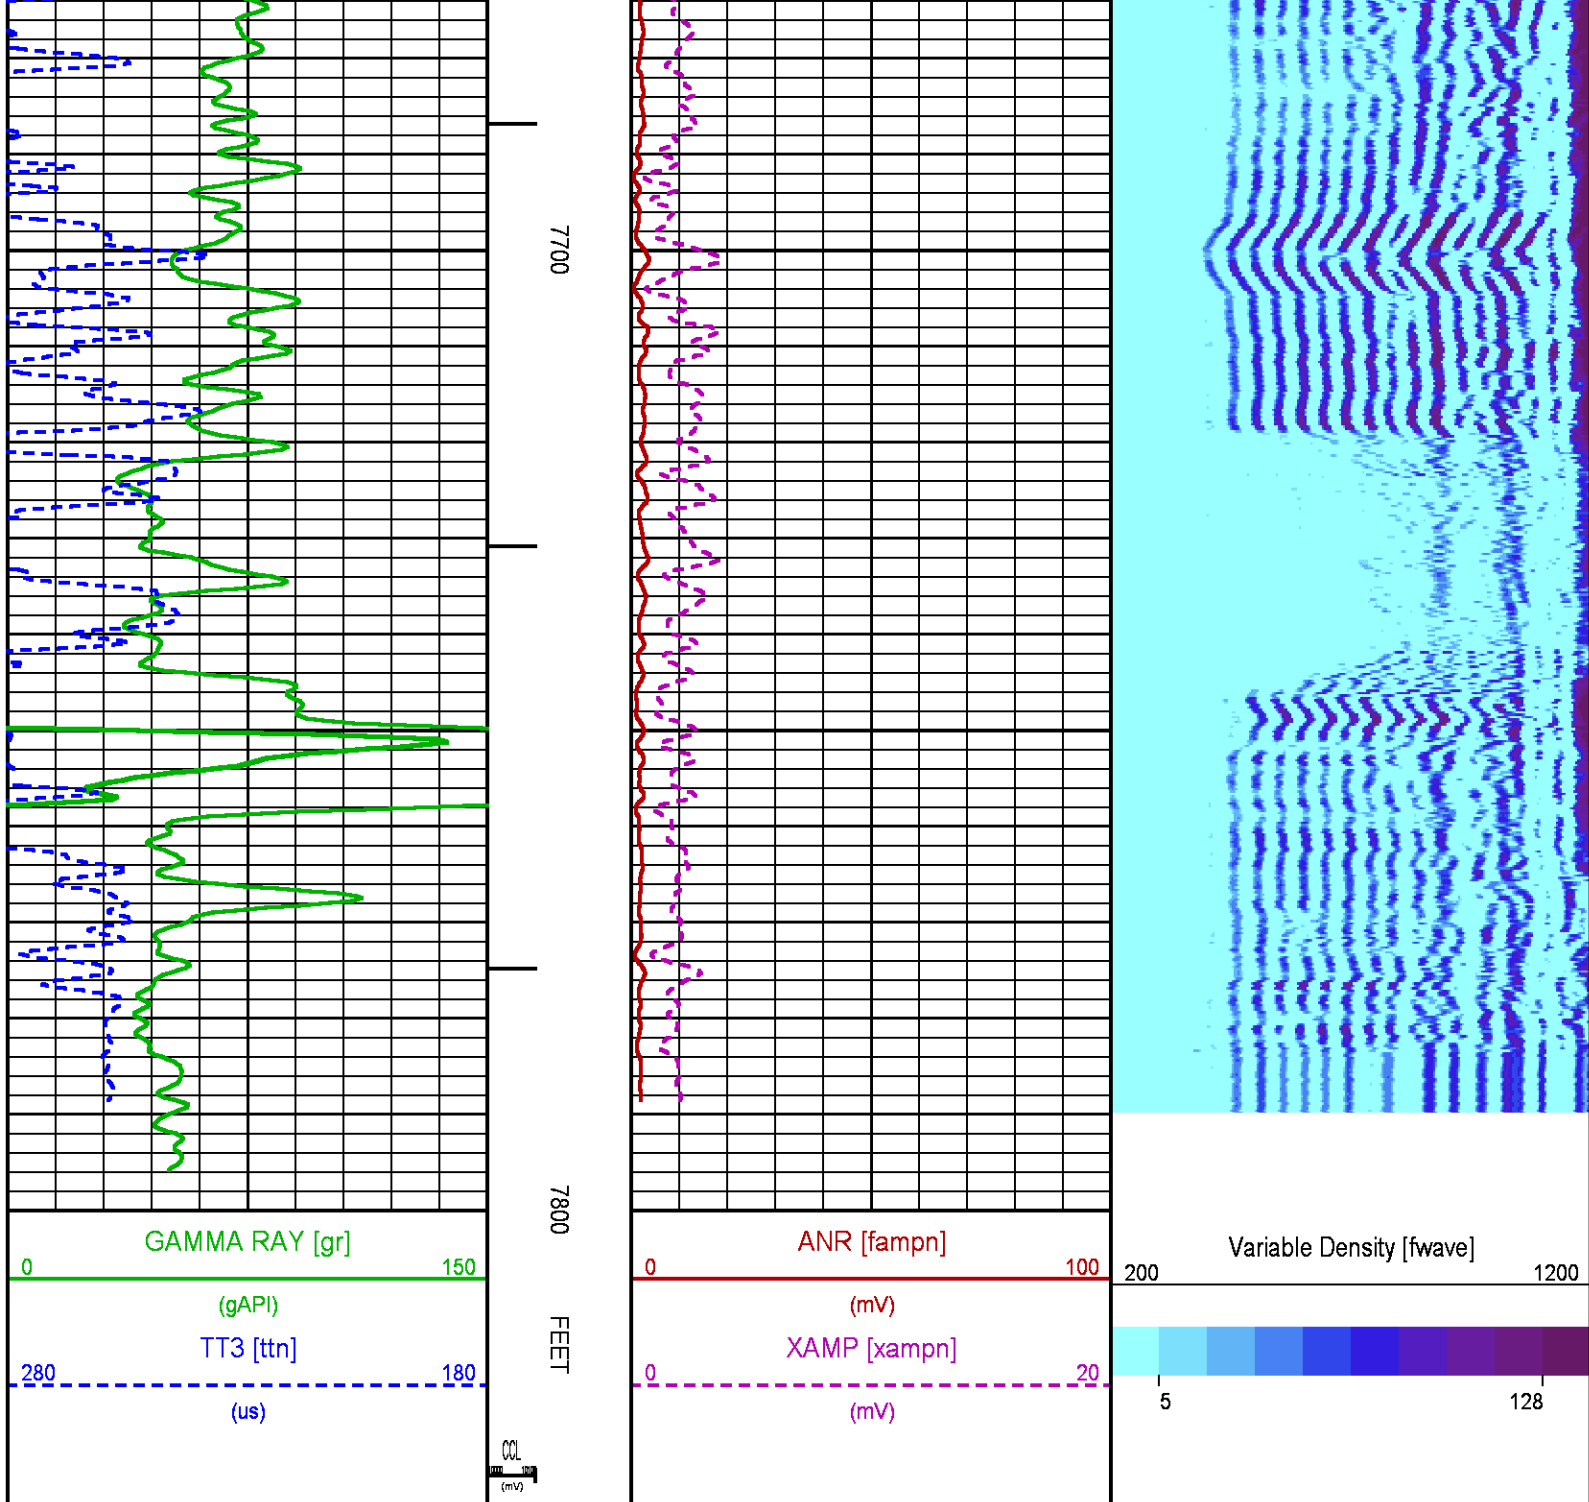 7700
7800
FEET
GAMMA RAY [gr]
0 150
(gAPI)
TT3 [ttn]
280 180
(us)
CCL
(mV)
ANR [fampn]
0 100
(mV)
XAMP [xampn]
0 20
(mV)
Variable Density [fwave]
200 1200
5 128